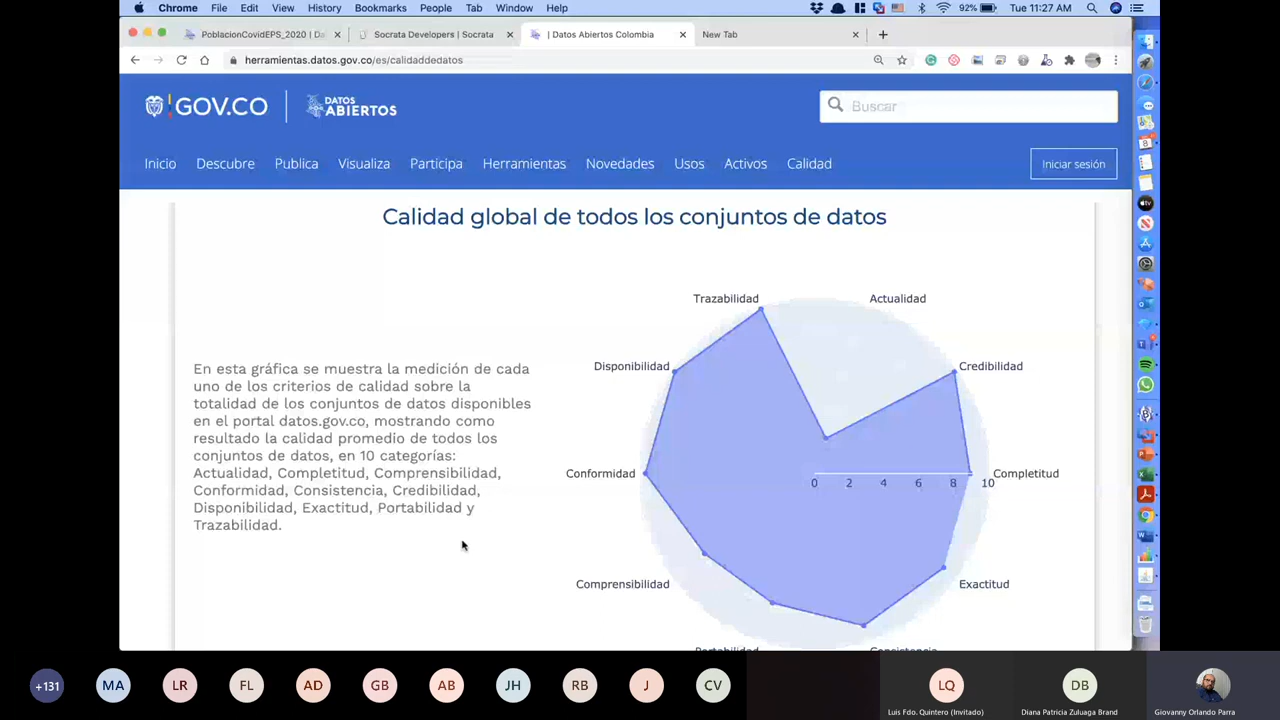 Chrome File Edit View History Bookmarks People Tab Window Help 92% Tue 11:27 AM
PoblacionCovidEPS_2020 | Da
Socrata Developers | Socrata
| Datos Abiertos Colombia
New Tab
herramientas.datos.gov.co/es/calidaddedatos
GOV.CO
DATOS
ABIERTOS
Buscar
Inicio Descubre Publica Visualiza Participa Herramientas Novedades Usos Activos Calidad Iniciar sesión
Calidad global de todos los conjuntos de datos
En esta gráfica se muestra la medición de cada
uno de los criterios de calidad sobre la
totalidad de los conjuntos de datos disponibles
en el portal datos.gov.co, mostrando como
resultado la calidad promedio de todos los
conjuntos de datos, en 10 categorías:
Actualidad, Completitud, Comprensibilidad,
Conformidad, Consistencia, Credibilidad,
Disponibilidad, Exactitud, Portabilidad y
Trazabilidad.
Trazabilidad Actualidad
Disponibilidad Credibilidad
Conformidad Completitud
0 2 4 6 8 10
Comprensibilidad Exactitud
Portabilidad Consistencia
+131 MA LR FL AD GB AB JH RB J CV LQ DB
Luis Fdo. Quintero (Invitado) Diana Patricia Zuluaga Brand Giovanny Orlando Parra